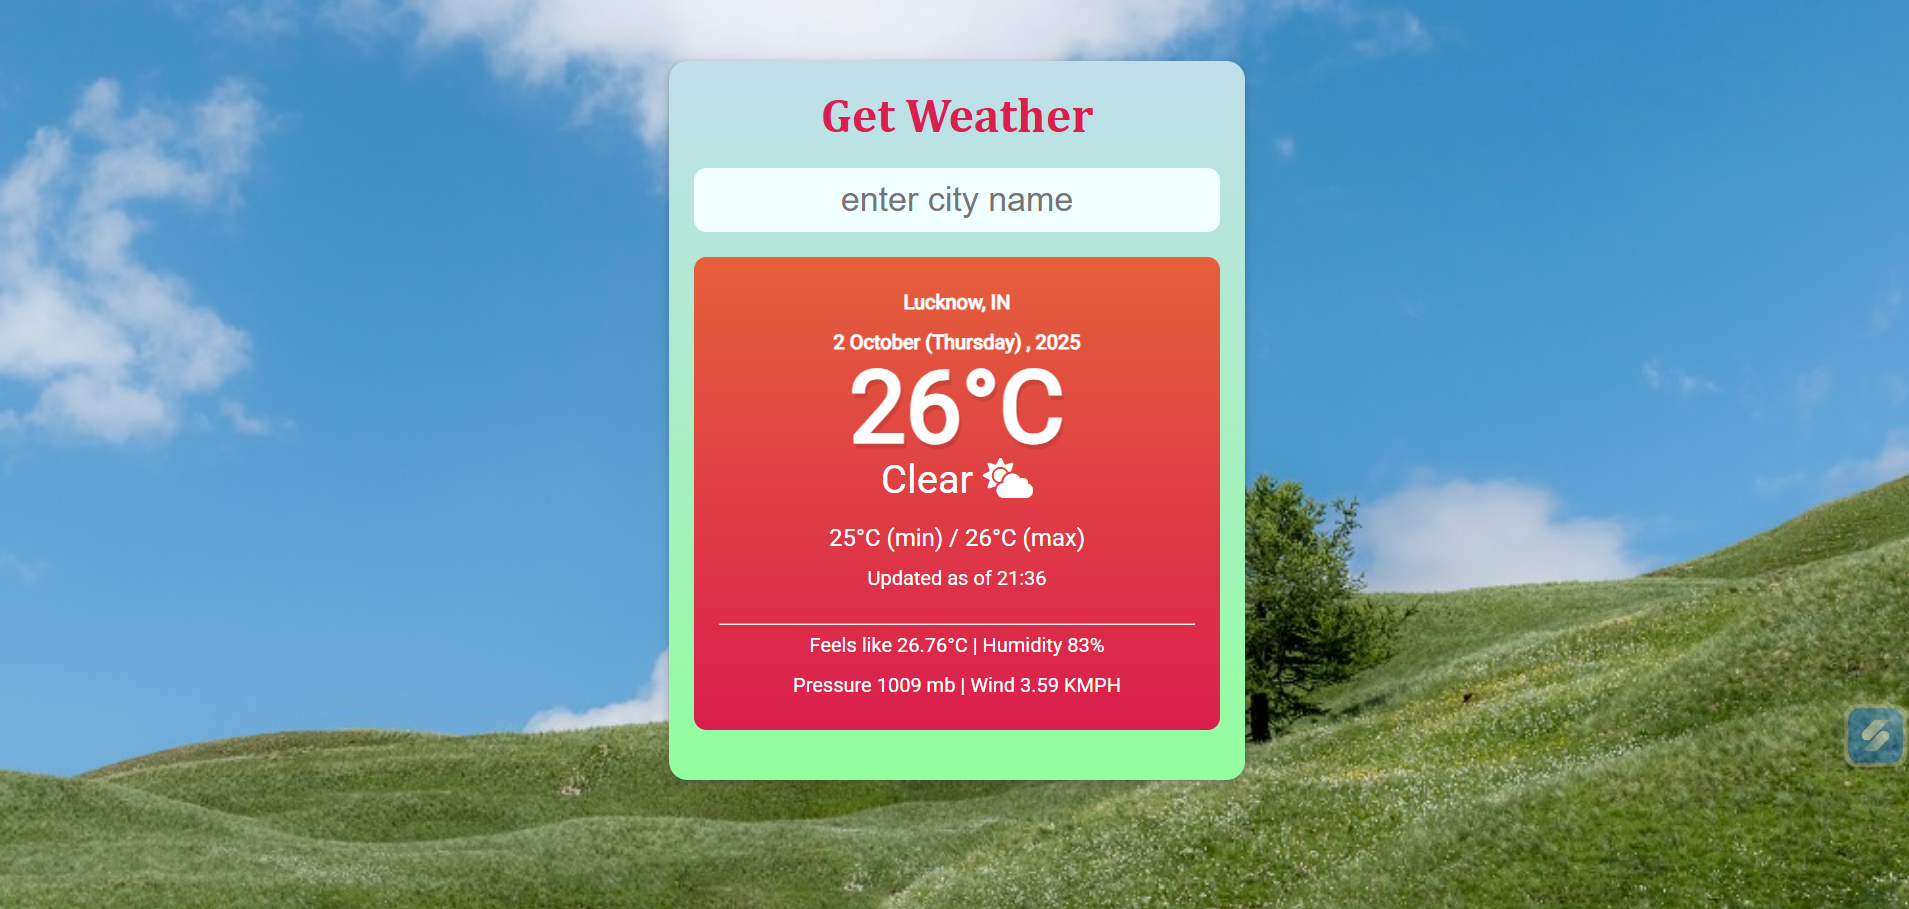 Get Weather
enter city name
Lucknow, IN
2 October (Thursday) , 2025
26°C
Clear
25°C (min) / 26°C (max)
Updated as of 21:36
Feels like 26.76°C | Humidity 83%
Pressure 1009 mb | Wind 3.59 KMPH